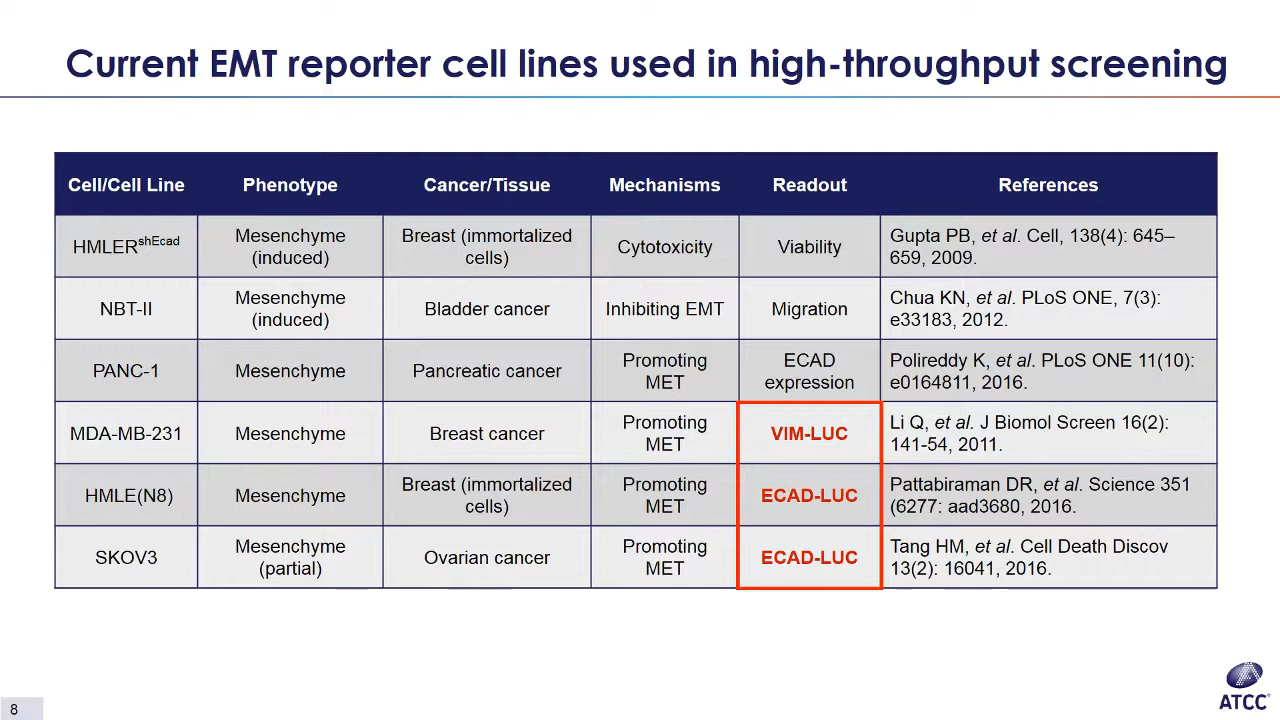 Current EMT reporter cell lines used in high-throughput screening
Cell/Cell Line Phenotype Cancer/Tissue Mechanisms Readout References
HMLERshEcad Mesenchyme (induced) Breast (immortalized cells) Cytotoxicity Viability Gupta PB, et al. Cell, 138(4): 645–659, 2009.
NBT-II Mesenchyme (induced) Bladder cancer Inhibiting EMT Migration Chua KN, et al. PLoS ONE, 7(3): e33183, 2012.
PANC-1 Mesenchyme Pancreatic cancer Promoting MET ECAD expression Polireddy K, et al. PLoS ONE 11(10): e0164811, 2016.
MDA-MB-231 Mesenchyme Breast cancer Promoting MET VIM-LUC Li Q, et al. J Biomol Screen 16(2): 141-54, 2011.
HMLE(N8) Mesenchyme Breast (immortalized cells) Promoting MET ECAD-LUC Pattabiraman DR, et al. Science 351 (6277: aad3680, 2016.
SKOV3 Mesenchyme (partial) Ovarian cancer Promoting MET ECAD-LUC Tang HM, et al. Cell Death Discov 13(2): 16041, 2016.
8
ATCC